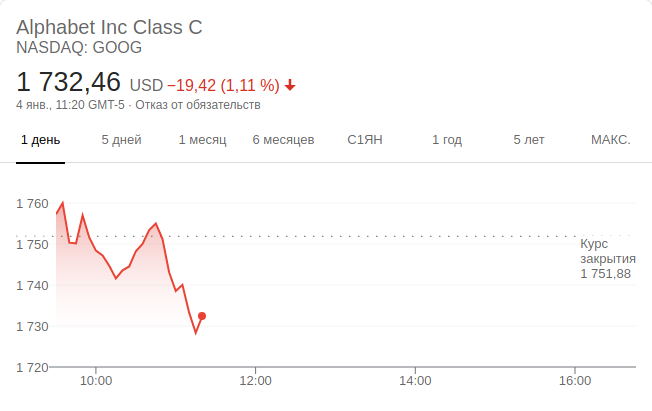 Alphabet Inc Class C
NASDAQ: GOOG
1 732,46 USD −19,42 (1,11 %)
4 янв., 11:20 GMT-5 · Отказ от обязательств
1 день 5 дней 1 месяц 6 месяцев С1ЯН 1 год 5 лет МАКС.
1 760
1 750
1 740
1 730
1 720
Курс
закрытия
1 751,88
10:00 12:00 14:00 16:00